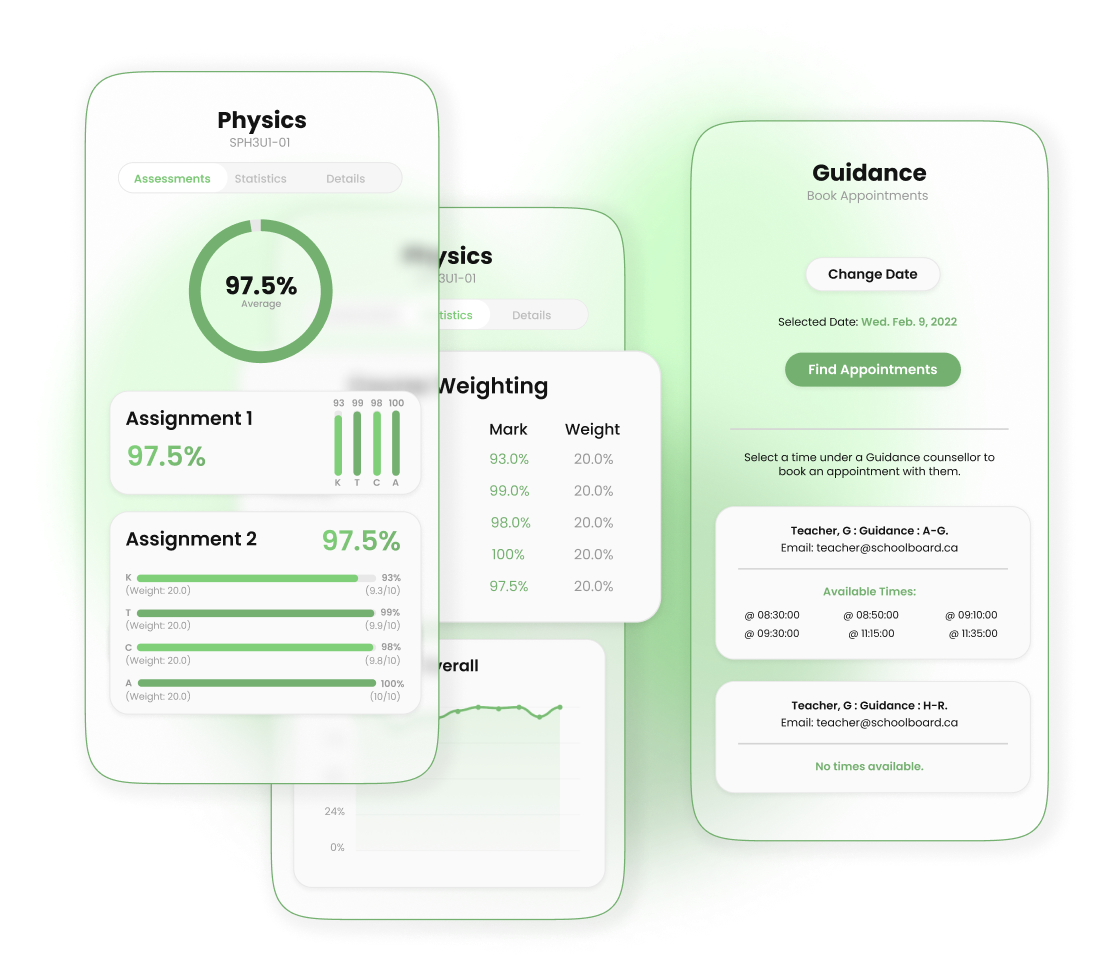 Physics
SPH3U1-01
Assessments Statistics Details
97.5%
Average
Assignment 1
97.5%
93 99 98 100
K T C A
Assignment 2
97.5%
K 93%
(Weight: 20.0) (9.3/10)
T 99%
(Weight: 20.0) (9.9/10)
C 98%
(Weight: 20.0) (9.8/10)
A 100%
(Weight: 20.0) (10/10)
ysics
3U1-01
tistics Details
Weighting
Mark Weight
93.0% 20.0%
99.0% 20.0%
98.0% 20.0%
100% 20.0%
97.5% 20.0%
verall
24%
0%
Guidance
Book Appointments
Change Date
Selected Date: Wed. Feb. 9, 2022
Find Appointments
Select a time under a Guidance counsellor to
book an appointment with them.
Teacher, G : Guidance : A-G.
Email: teacher@schoolboard.ca
Available Times:
@ 08:30:00 @ 08:50:00 @ 09:10:00
@ 09:30:00 @ 11:15:00 @ 11:35:00
Teacher, G : Guidance : H-R.
Email: teacher@schoolboard.ca
No times available.